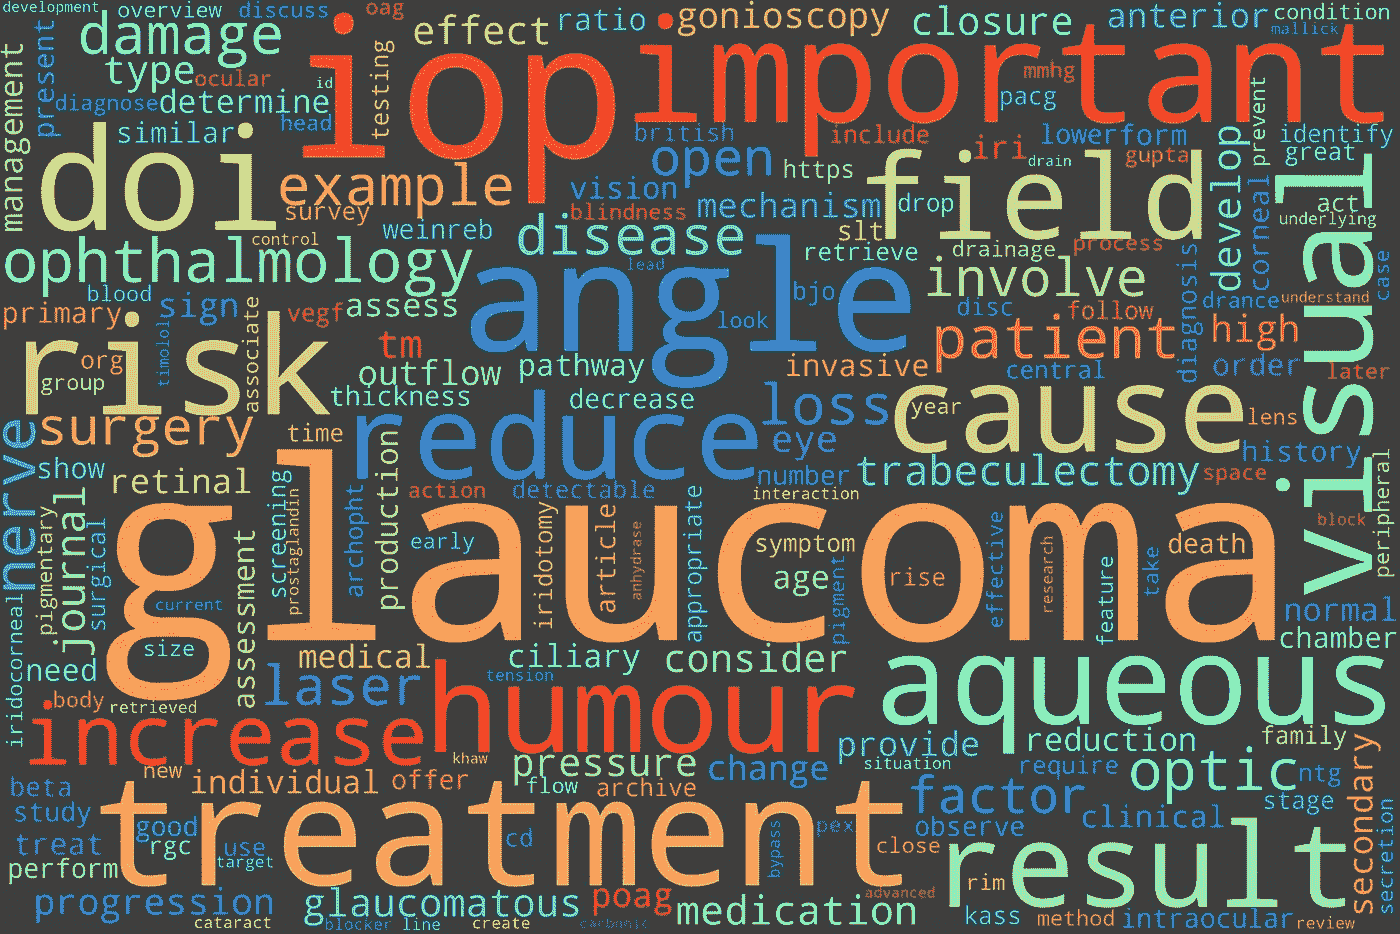 development
overview
discuss
oag
effect
ratio
gonioscopy
closure
anterior
condition
mallick
damage
iop
important
type
ocular
id
testing
mmhg
pacg
management
present
diagnose
determine
head
similar
british
include
lowerform
prevent
identify
great
doi
example
open
https
field
iri
drain
gupta
develop
corneal
visual
survey
vision
blindness
mechanism
drop
act
underlying
control
weinreb
disease
slt
retrieve
drainage
process
ophthalmology
lead
angle
bjo
involve
diagnosis
case
blood
sign
associate
vegf
assess
look
disc
follow
drance
understand
primary
risk
timolol
tm
patient
high
org
group
outflow
pathway
invasive
central
order
later
thickness
decrease
loss
year
cause
lens
surgery
time
reduce
eye
history
nerve
show
retinal
production
number
trabeculectomy
space
peripheral
screening
prostaglandin
action
detectable
interaction
journal
pigmentary
surgical
glaucoma
archopht
early
iridotomy
article
anhydrase
appropriate
symptom
age
pigment
rise
effective
research
feature
take
death
block
current
assessment
normal
iridocorneal
size
chamber
need
medical
ciliary
consider
aqueous
body
retrieved
laser
tension
humour
increase
provide
reduction
family
khaw
situation
new
individual
offer
pressure
change
require
optic
ntg
secondary
beta
flow
archive
factor
stage
secretion
study
treatment
good
cd
bypass
pex
observe
clinical
treat
rgc
use
target
close
result
perform
rim
progression
glaucomatous
poag
medication
advanced
kass
method
intraocular
review
cataract
blocker
line
create
carbonic